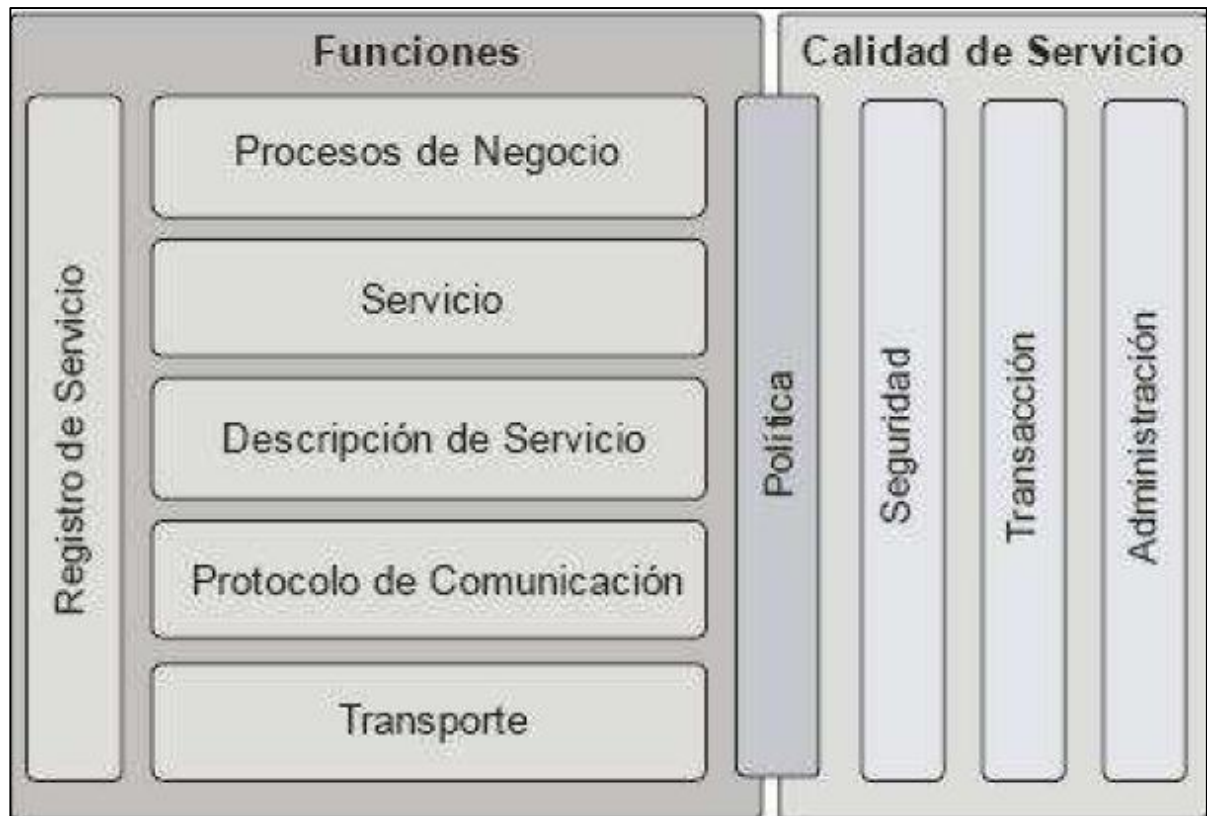 Funciones
Registro de Servicio
Procesos de Negocio
Servicio
Descripción de Servicio
Protocolo de Comunicación
Transporte
Política
Calidad de Servicio
Seguridad
Transacción
Administración